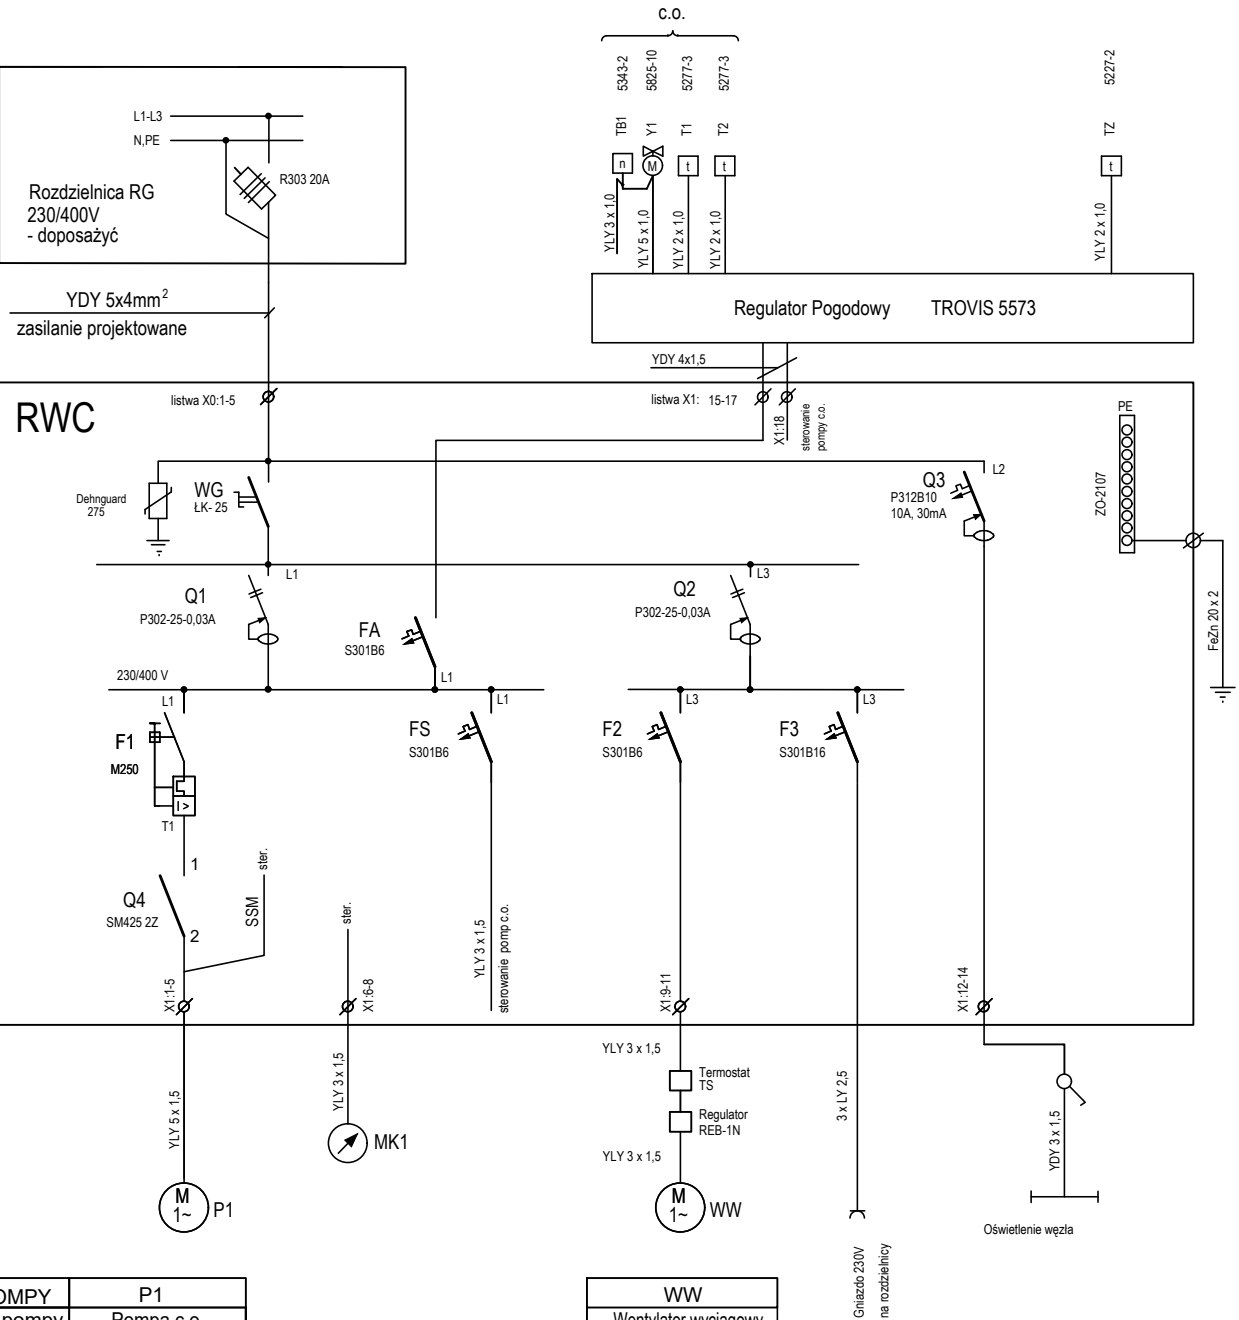 c.o.
5343-2
5825-10
5277-3
5277-3
5227-2
TB1
Y1
T1
T2
TZ
n
M
t
t
t
YLY 3 x 1,0
YLY 5 x 1,0
YLY 2 x 1,0
YLY 2 x 1,0
YLY 2 x 1,0
L1-L3
N,PE
R303 20A
Rozdzielnica RG
230/400V
- doposażyć
YDY 5x4mm2
zasilanie projektowane
Regulator Pogodowy TROVIS 5573
YDY 4x1,5
RWC
listwa X0:1-5
listwa X1: 15-17
X1:18
sterowanie
pompy c.o.
PE
ZO-2107
FeZn 20 x 2
Dehnguard
275
WG
ŁK- 25
Q3
P312B10
10A, 30mA
L2
L1
L3
Q1
P302-25-0,03A
Q2
P302-25-0,03A
FA
S301B6
L1
230/400 V
L1
L1
L3
L3
F1
M250
I >
T1
FS
S301B6
F2
S301B6
F3
S301B16
1
Q4
SM425 2Z
2
SSM
ster.
ster.
YLY 3 x 1,5
sterowanie pomp c.o.
X1:1-5
X1:6-8
X1:9-11
X1:12-14
YLY 5 x 1,5
YLY 3 x 1,5
MK1
YLY 3 x 1,5
Termostat
TS
Regulator
REB-1N
YLY 3 x 1,5
3 x LY 2,5
YDY 3 x 1,5
M
1~
P1
M
1~
WW
Oświetlenie węzła
Gniazdo 230V
na rozdzielnicy
P1
WW